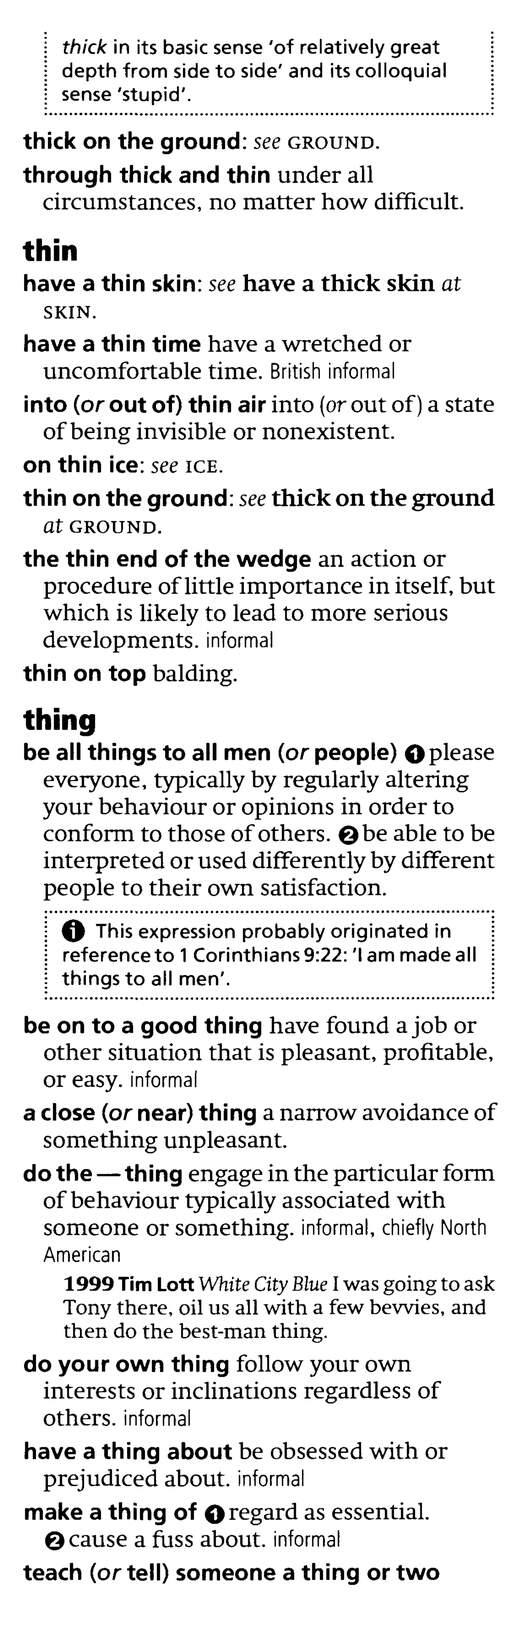 thick in its basic sense 'of relatively great
depth from side to side' and its colloquial
sense 'stupid'.
thick on the ground: see GROUND.
through thick and thin under all
circumstances, no matter how difficult.
thin
have a thin skin: see have a thick skin at
SKIN.
have a thin time have a wretched or
uncomfortable time. British informal
into (or out of) thin air into (or out of) a state
of being invisible or nonexistent.
on thin ice: see ICE.
thin on the ground: see thick on the ground
at GROUND.
the thin end of the wedge an action or
procedure of little importance in itself, but
which is likely to lead to more serious
developments. informal
thin on top balding.
thing
be all things to all men (or people) ❶ please
everyone, typically by regularly altering
your behaviour or opinions in order to
conform to those of others. ❷ be able to be
interpreted or used differently by different
people to their own satisfaction.
i This expression probably originated in
reference to 1 Corinthians 9:22: 'I am made all
things to all men'.
be on to a good thing have found a job or
other situation that is pleasant, profitable,
or easy. informal
a close (or near) thing a narrow avoidance of
something unpleasant.
do the — thing engage in the particular form
of behaviour typically associated with
someone or something. informal, chiefly North
American
1999 Tim Lott White City Blue I was going to ask
Tony there, oil us all with a few bevvies, and
then do the best-man thing.
do your own thing follow your own
interests or inclinations regardless of
others. informal
have a thing about be obsessed with or
prejudiced about. informal
make a thing of ❶ regard as essential.
❷ cause a fuss about. informal
teach (or tell) someone a thing or two